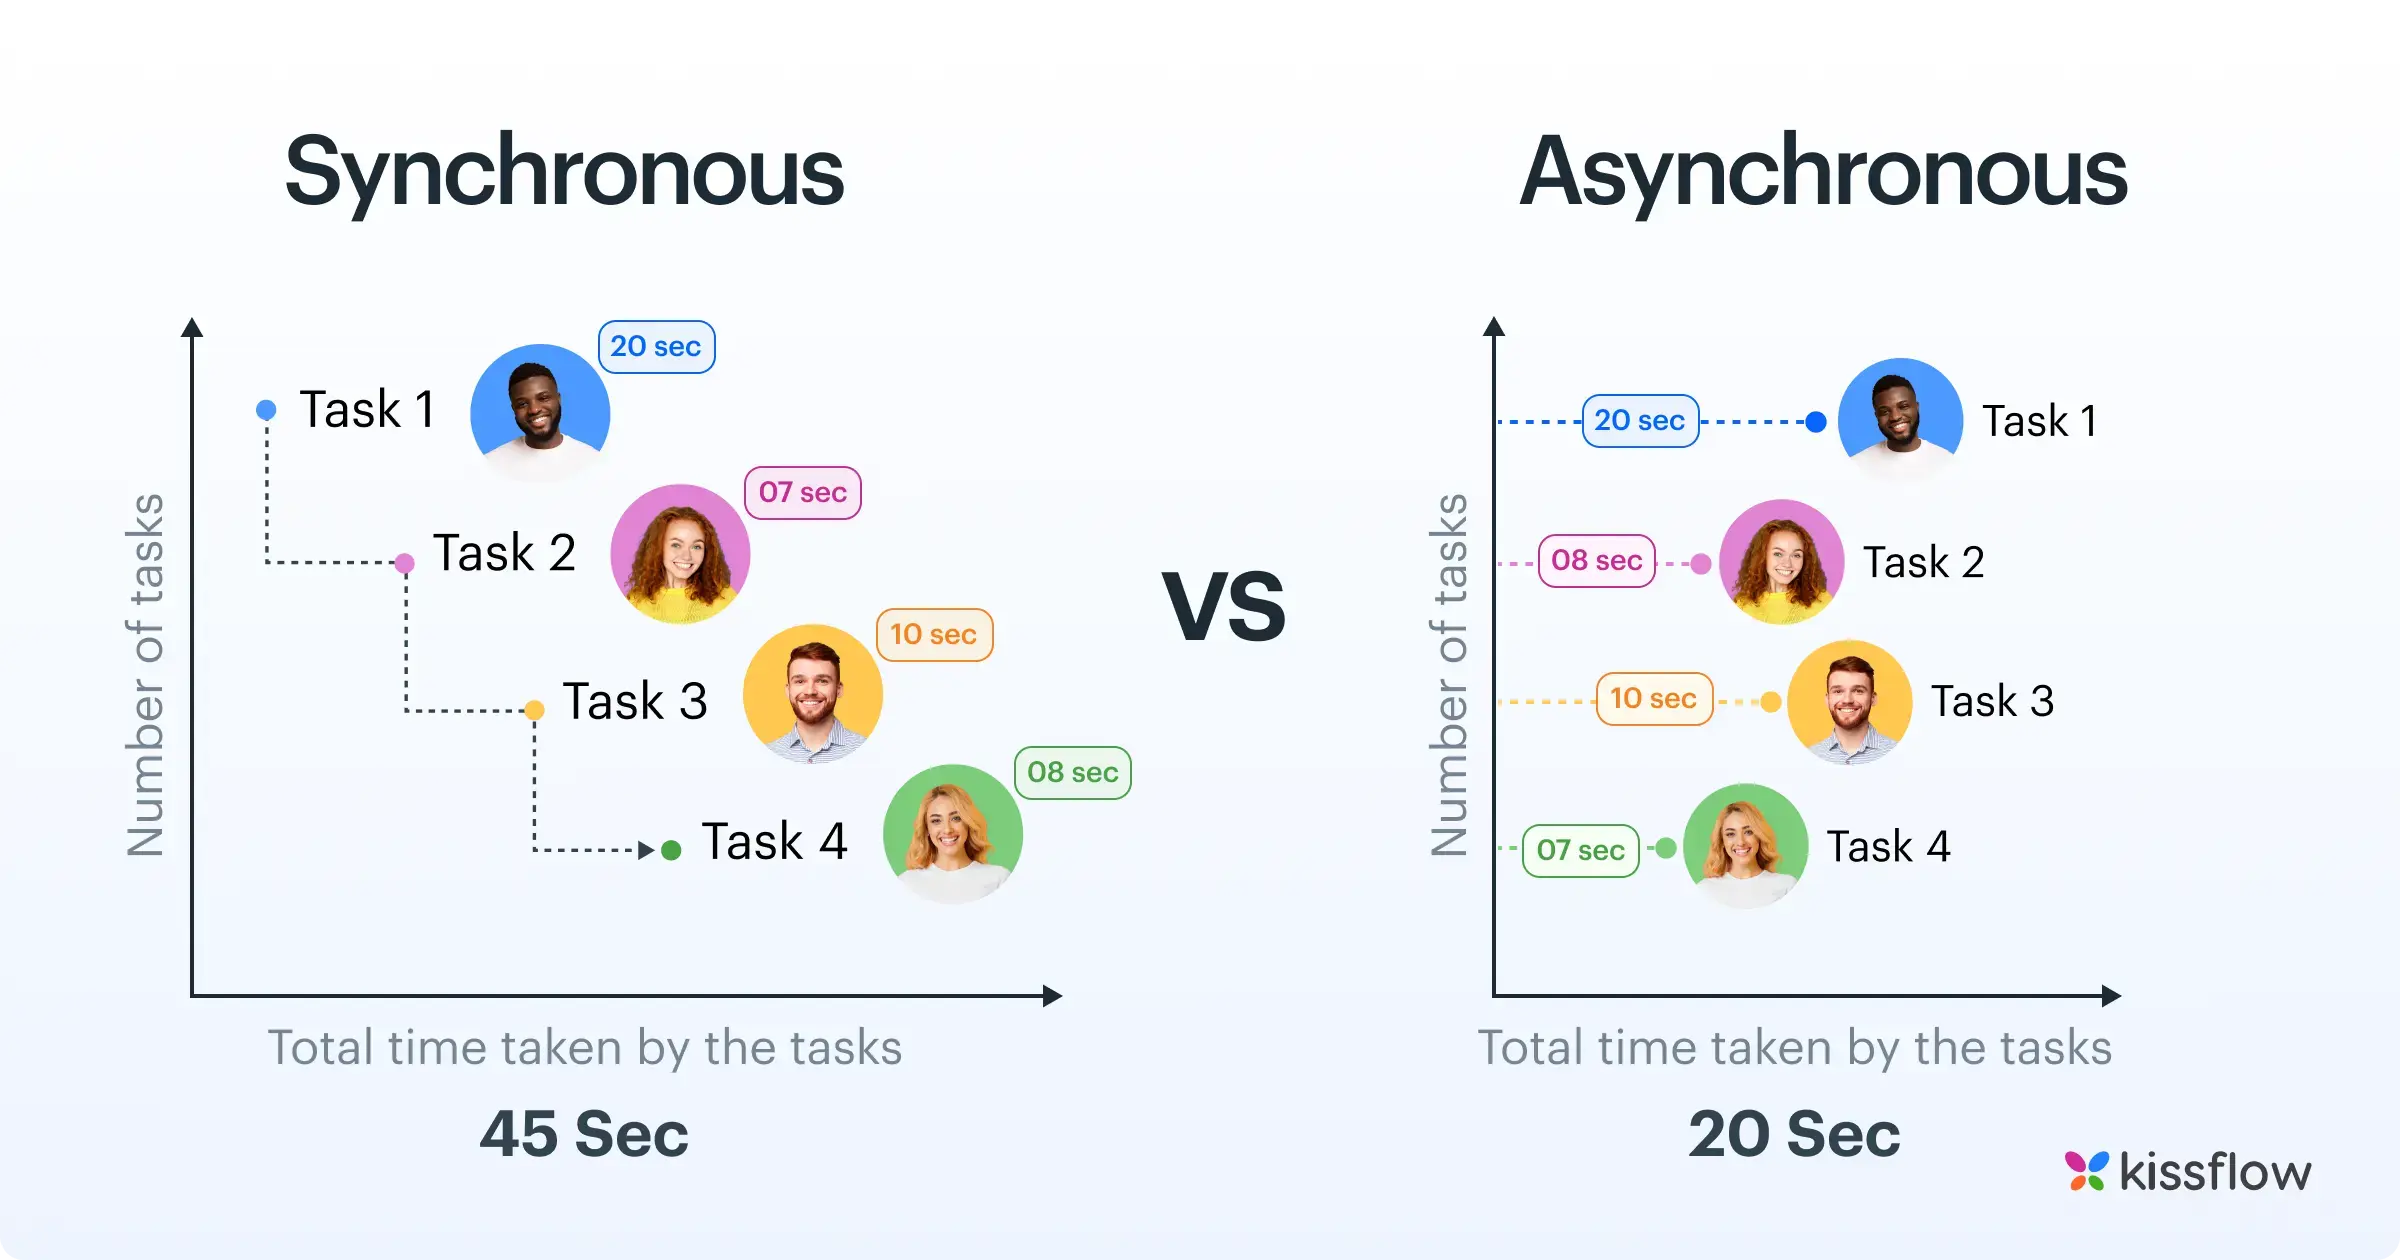 Synchronous
Number of tasks
Task 1
20 sec
Task 2
07 sec
Task 3
10 sec
Task 4
08 sec
Total time taken by the tasks
45 Sec
VS
Asynchronous
Number of tasks
20 sec
Task 1
08 sec
Task 2
10 sec
Task 3
07 sec
Task 4
Total time taken by the tasks
20 Sec
kissflow